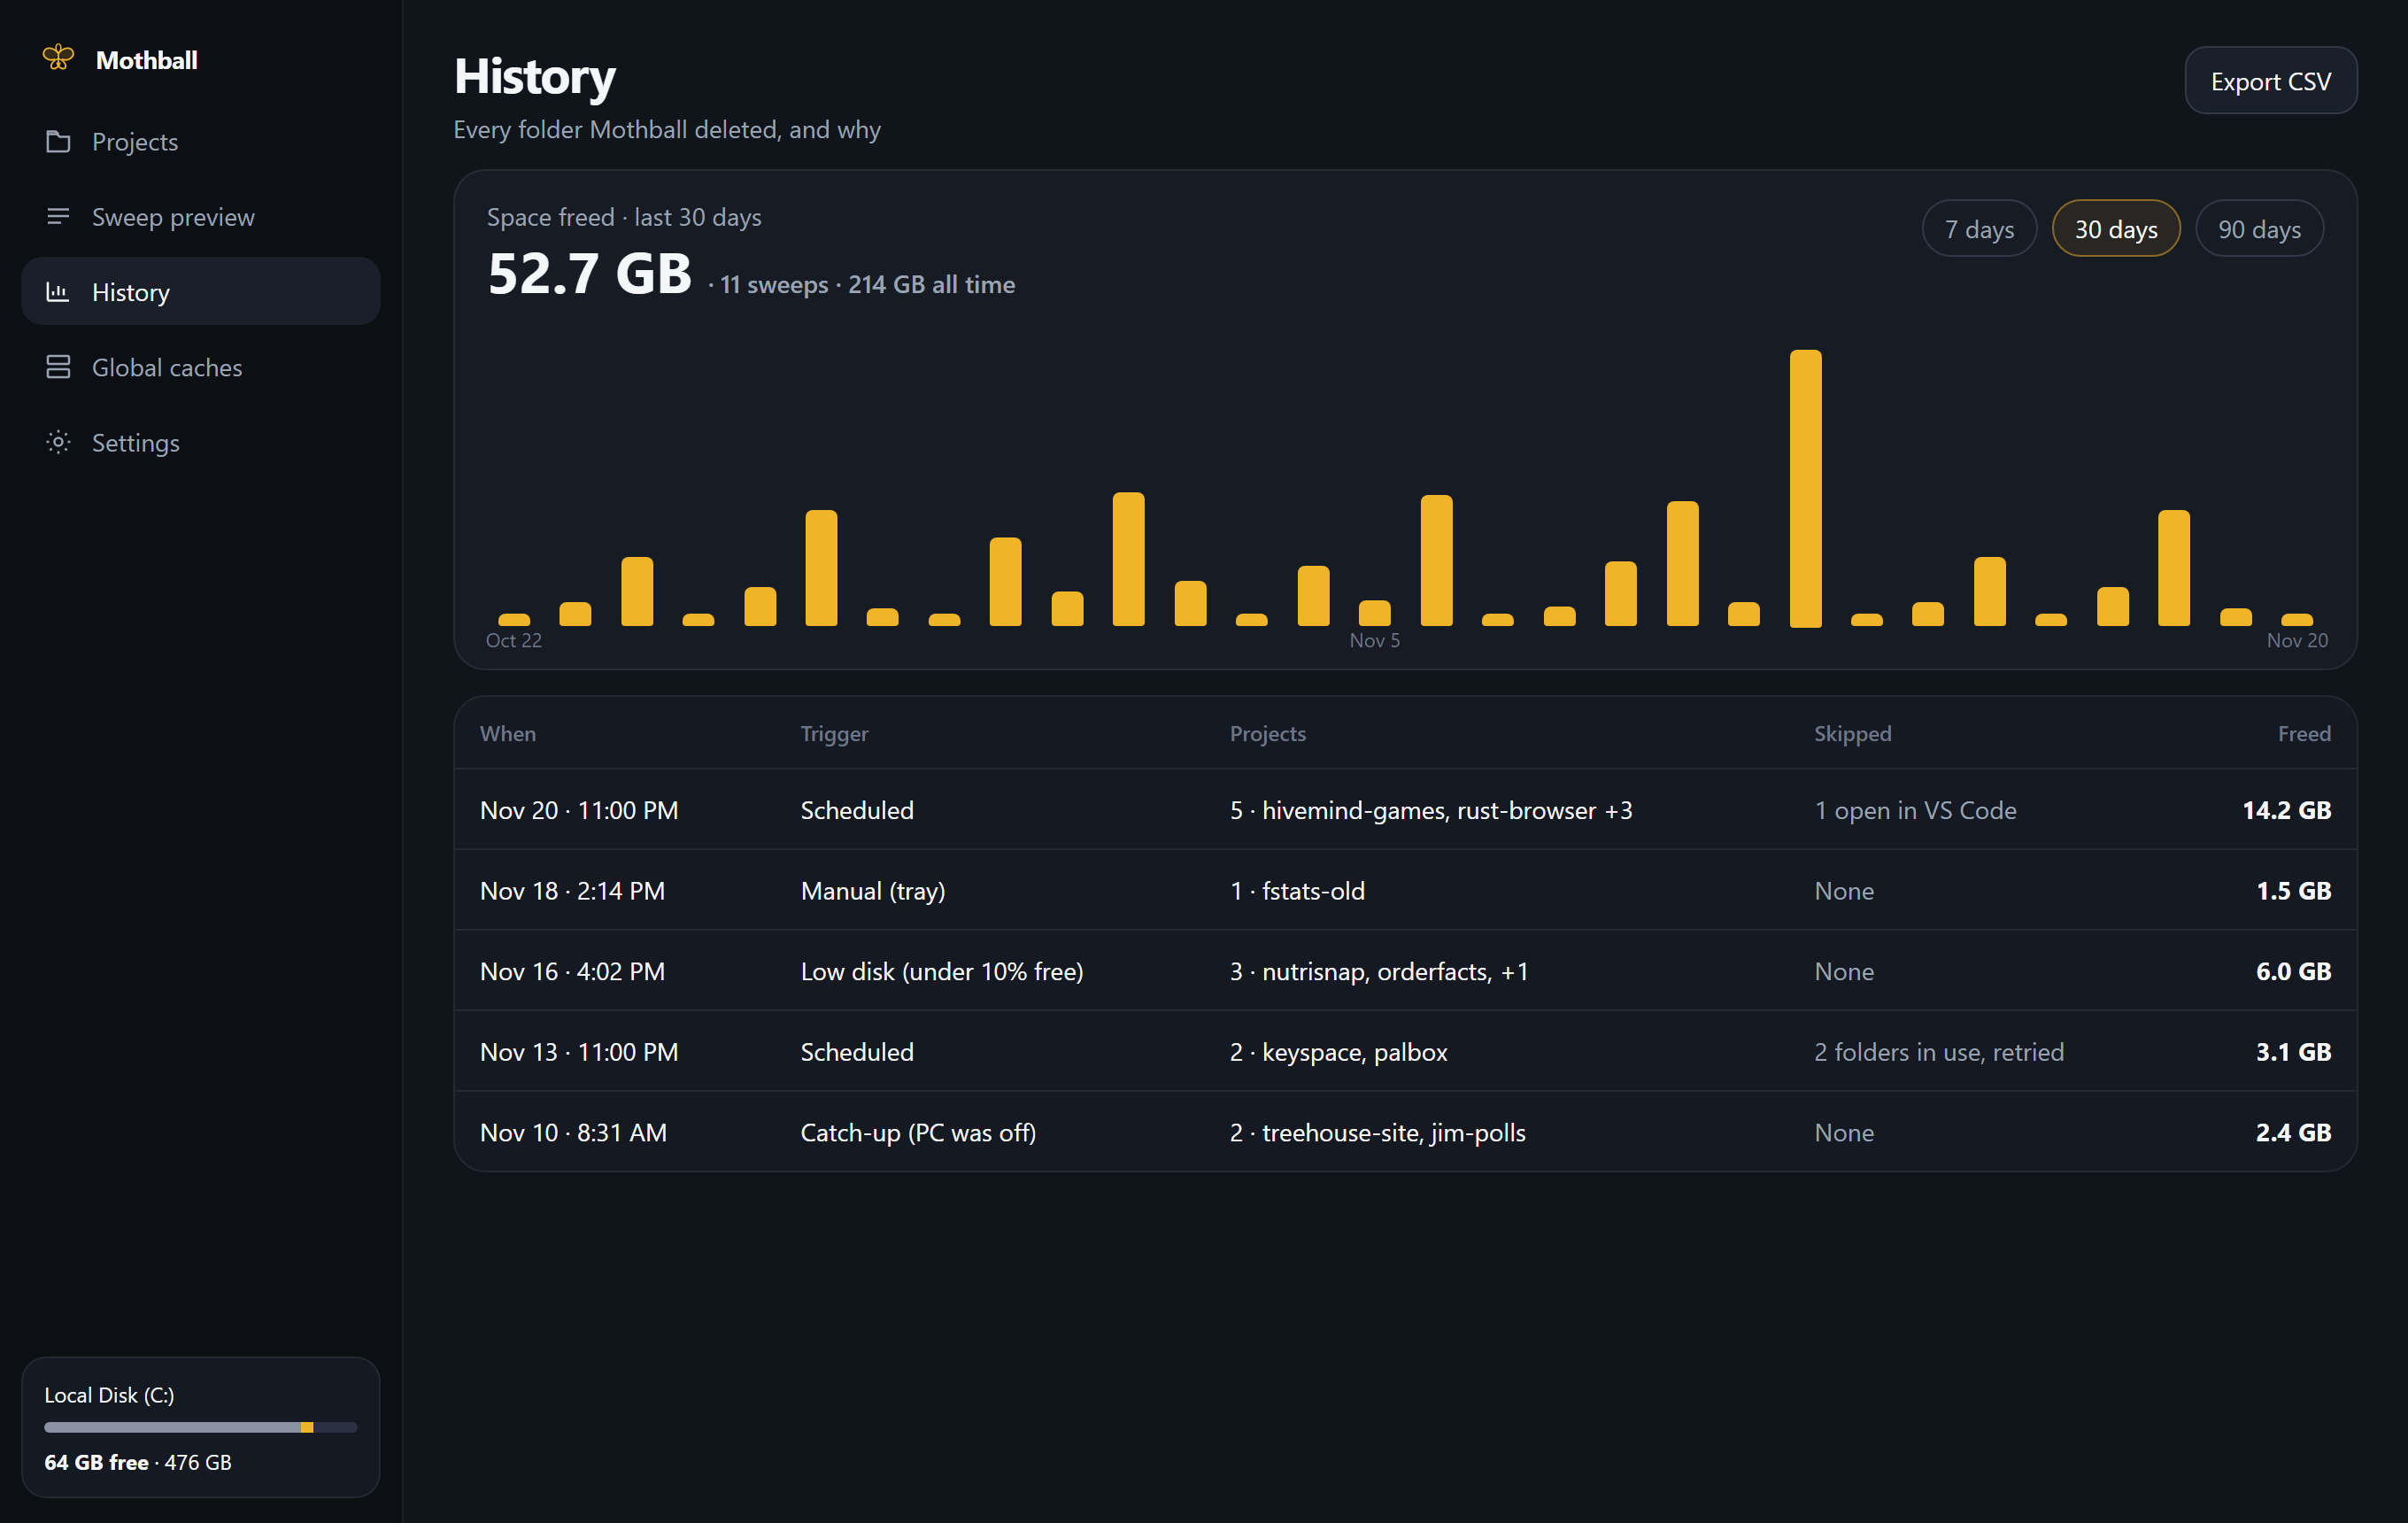 Mothball
Projects
Sweep preview
History
Global caches
Settings
Local Disk (C:)
64 GB free · 476 GB
History
Every folder Mothball deleted, and why
Export CSV
Space freed · last 30 days
52.7 GB · 11 sweeps · 214 GB all time
7 days 30 days 90 days
Oct 22 Nov 5 Nov 20
When Trigger Projects Skipped Freed
Nov 20 · 11:00 PM Scheduled 5 · hivemind-games, rust-browser +3 1 open in VS Code 14.2 GB
Nov 18 · 2:14 PM Manual (tray) 1 · fstats-old None 1.5 GB
Nov 16 · 4:02 PM Low disk (under 10% free) 3 · nutrisnap, orderfacts, +1 None 6.0 GB
Nov 13 · 11:00 PM Scheduled 2 · keyspace, palbox 2 folders in use, retried 3.1 GB
Nov 10 · 8:31 AM Catch-up (PC was off) 2 · treehouse-site, jim-polls None 2.4 GB